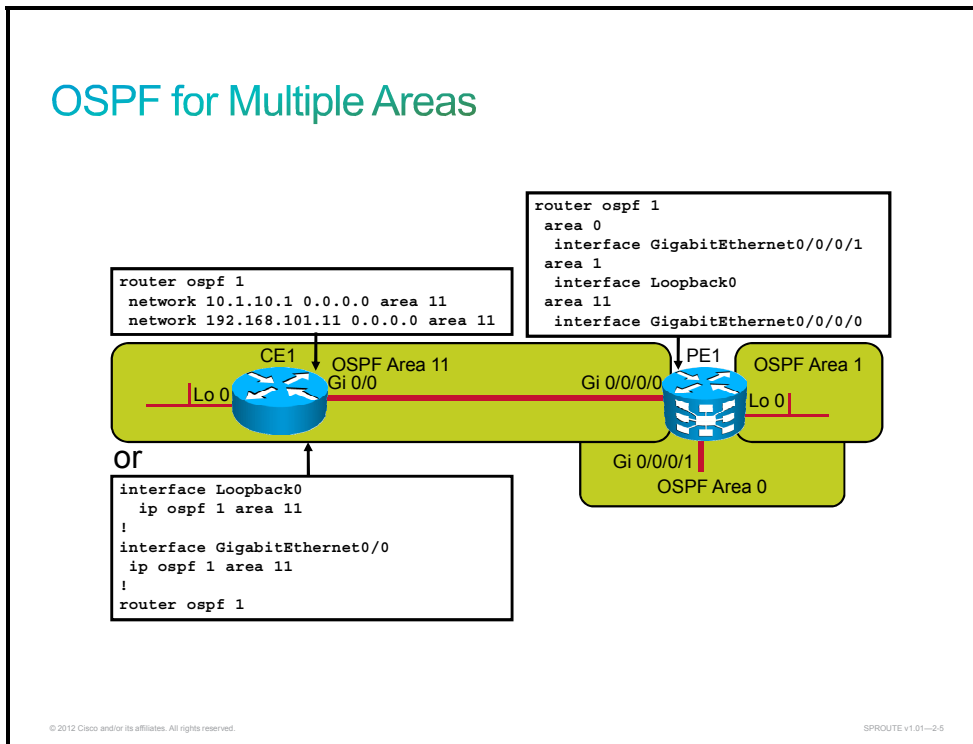 OSPF for Multiple Areas
router ospf 1
area 0
interface GigabitEthernet0/0/0/1
area 1
interface Loopback0
area 11
interface GigabitEthernet0/0/0/0
router ospf 1
network 10.1.10.1 0.0.0.0 area 11
network 192.168.101.11 0.0.0.0 area 11
CE1
OSPF Area 11
PE1
OSPF Area 1
Lo 0
Gi 0/0
Gi 0/0/0/0
Lo 0
or
Gi 0/0/0/1
OSPF Area 0
interface Loopback0
ip ospf 1 area 11
!
interface GigabitEthernet0/0
ip ospf 1 area 11
!
router ospf 1
© 2012 Cisco and/or its affiliates. All rights reserved.
SPROUTE v1.01—2-5